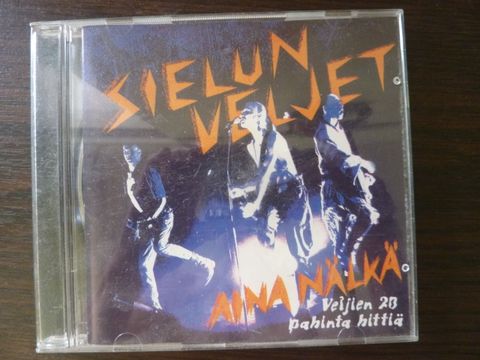 SIELUN
VELJET
AINA NÄLKÄ
Veljien 28
pahinta hittiä